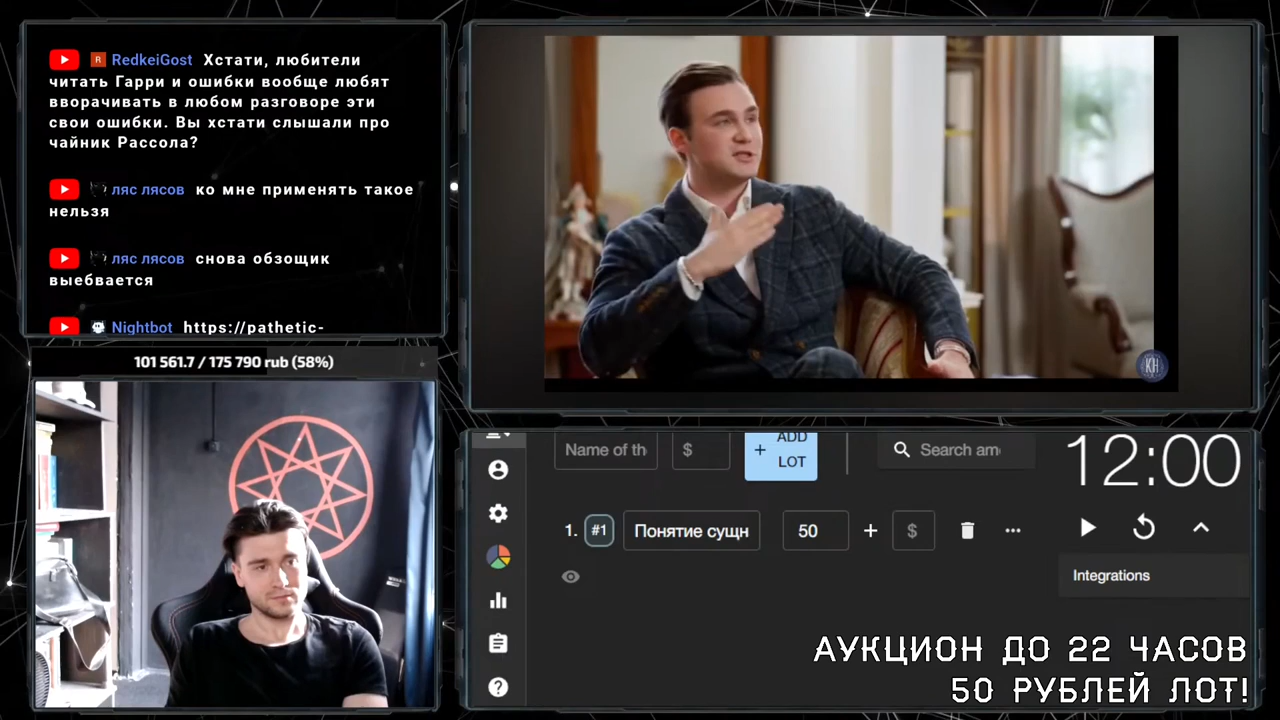 R RedkeiGost Хстати, любители
читать Гарри и ошибки вообще любят
вворачивать в любом разговоре эти
свои ошибки. Вы хстати слышали про
чайник Рассола?
ляс лясов ко мне применять такое
нельзя
ляс лясов снова обзощик
выебвается
Nightbot https://pathetic-
101 561.7 / 175 790 rub (58%)
КН
Name of th
$
+ ADD
LOT
Search am
12:00
1. #1 Понятие сущн 50 + $
Integrations
АУКЦИОН ДО 22 ЧАСОВ
50 РУБЛЕЙ ЛОТ!